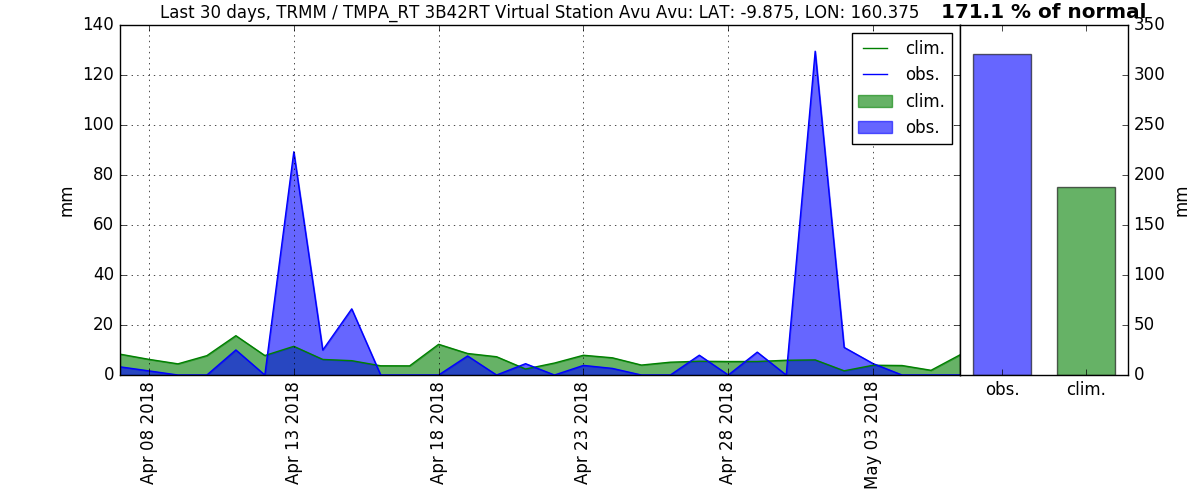 Last 30 days, TRMM / TMPA_RT 3B42RT Virtual Station Avu Avu: LAT: -9.875, LON: 160.375
171.1 % of normal
140
120
100
80
60
40
20
0
mm
clim.
obs.
clim.
obs.
350
300
250
200
150
100
50
0
mm
obs.
clim.
Apr 08 2018
Apr 13 2018
Apr 18 2018
Apr 23 2018
Apr 28 2018
May 03 2018